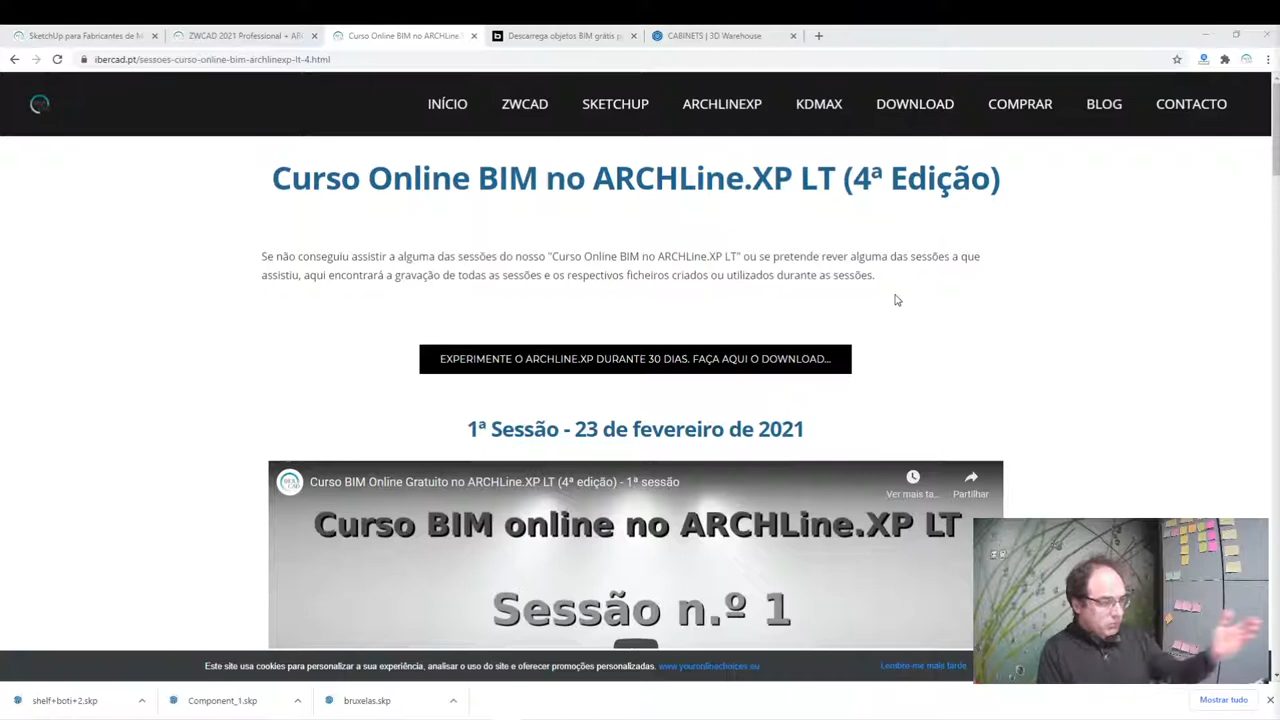 SketchUp para Fabricantes de M
ZWCAD 2021 Professional + AR
Curso Online BIM no ARCHLine.
Descarrega objetos BIM grátis p
CABINETS | 3D Warehouse
ibercad.pt/sessoes-curso-online-bim-archlinexp-lt-4.html
INÍCIO ZWCAD SKETCHUP ARCHLINEXP KDMAX DOWNLOAD COMPRAR BLOG CONTACTO
Curso Online BIM no ARCHLine.XP LT (4ª Edição)
Se não conseguiu assistir a alguma das sessões do nosso "Curso Online BIM no ARCHLine.XP LT" ou se pretende rever alguma das sessões a que
assistiu, aqui encontrará a gravação de todas as sessões e os respectivos ficheiros criados ou utilizados durante as sessões.
EXPERIMENTE O ARCHLINE.XP DURANTE 30 DIAS. FAÇA AQUI O DOWNLOAD...
1ª Sessão - 23 de fevereiro de 2021
Curso BIM Online Gratuito no ARCHLine.XP LT (4ª edição) - 1ª sessão
Ver mais ta... Partilhar
Curso BIM online no ARCHLine.XP LT
Sessão n.º 1
Este site usa cookies para personalizar a sua experiência, analisar o uso do site e oferecer promoções personalizadas. www.youronlinechoices.eu
Lembre-me mais tarde
shelf+boti+2.skp
Component_1.skp
bruxelas.skp
Mostrar tudo